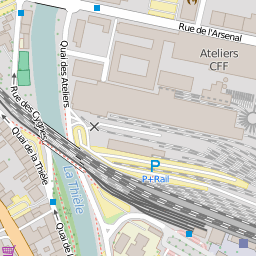 Rue de l'Arsenal
Ateliers
CFF
Quai des Ateliers
Rue des Cygnes
Quai de la Thièle
La Thièle
P
P+Rail
Quai de la